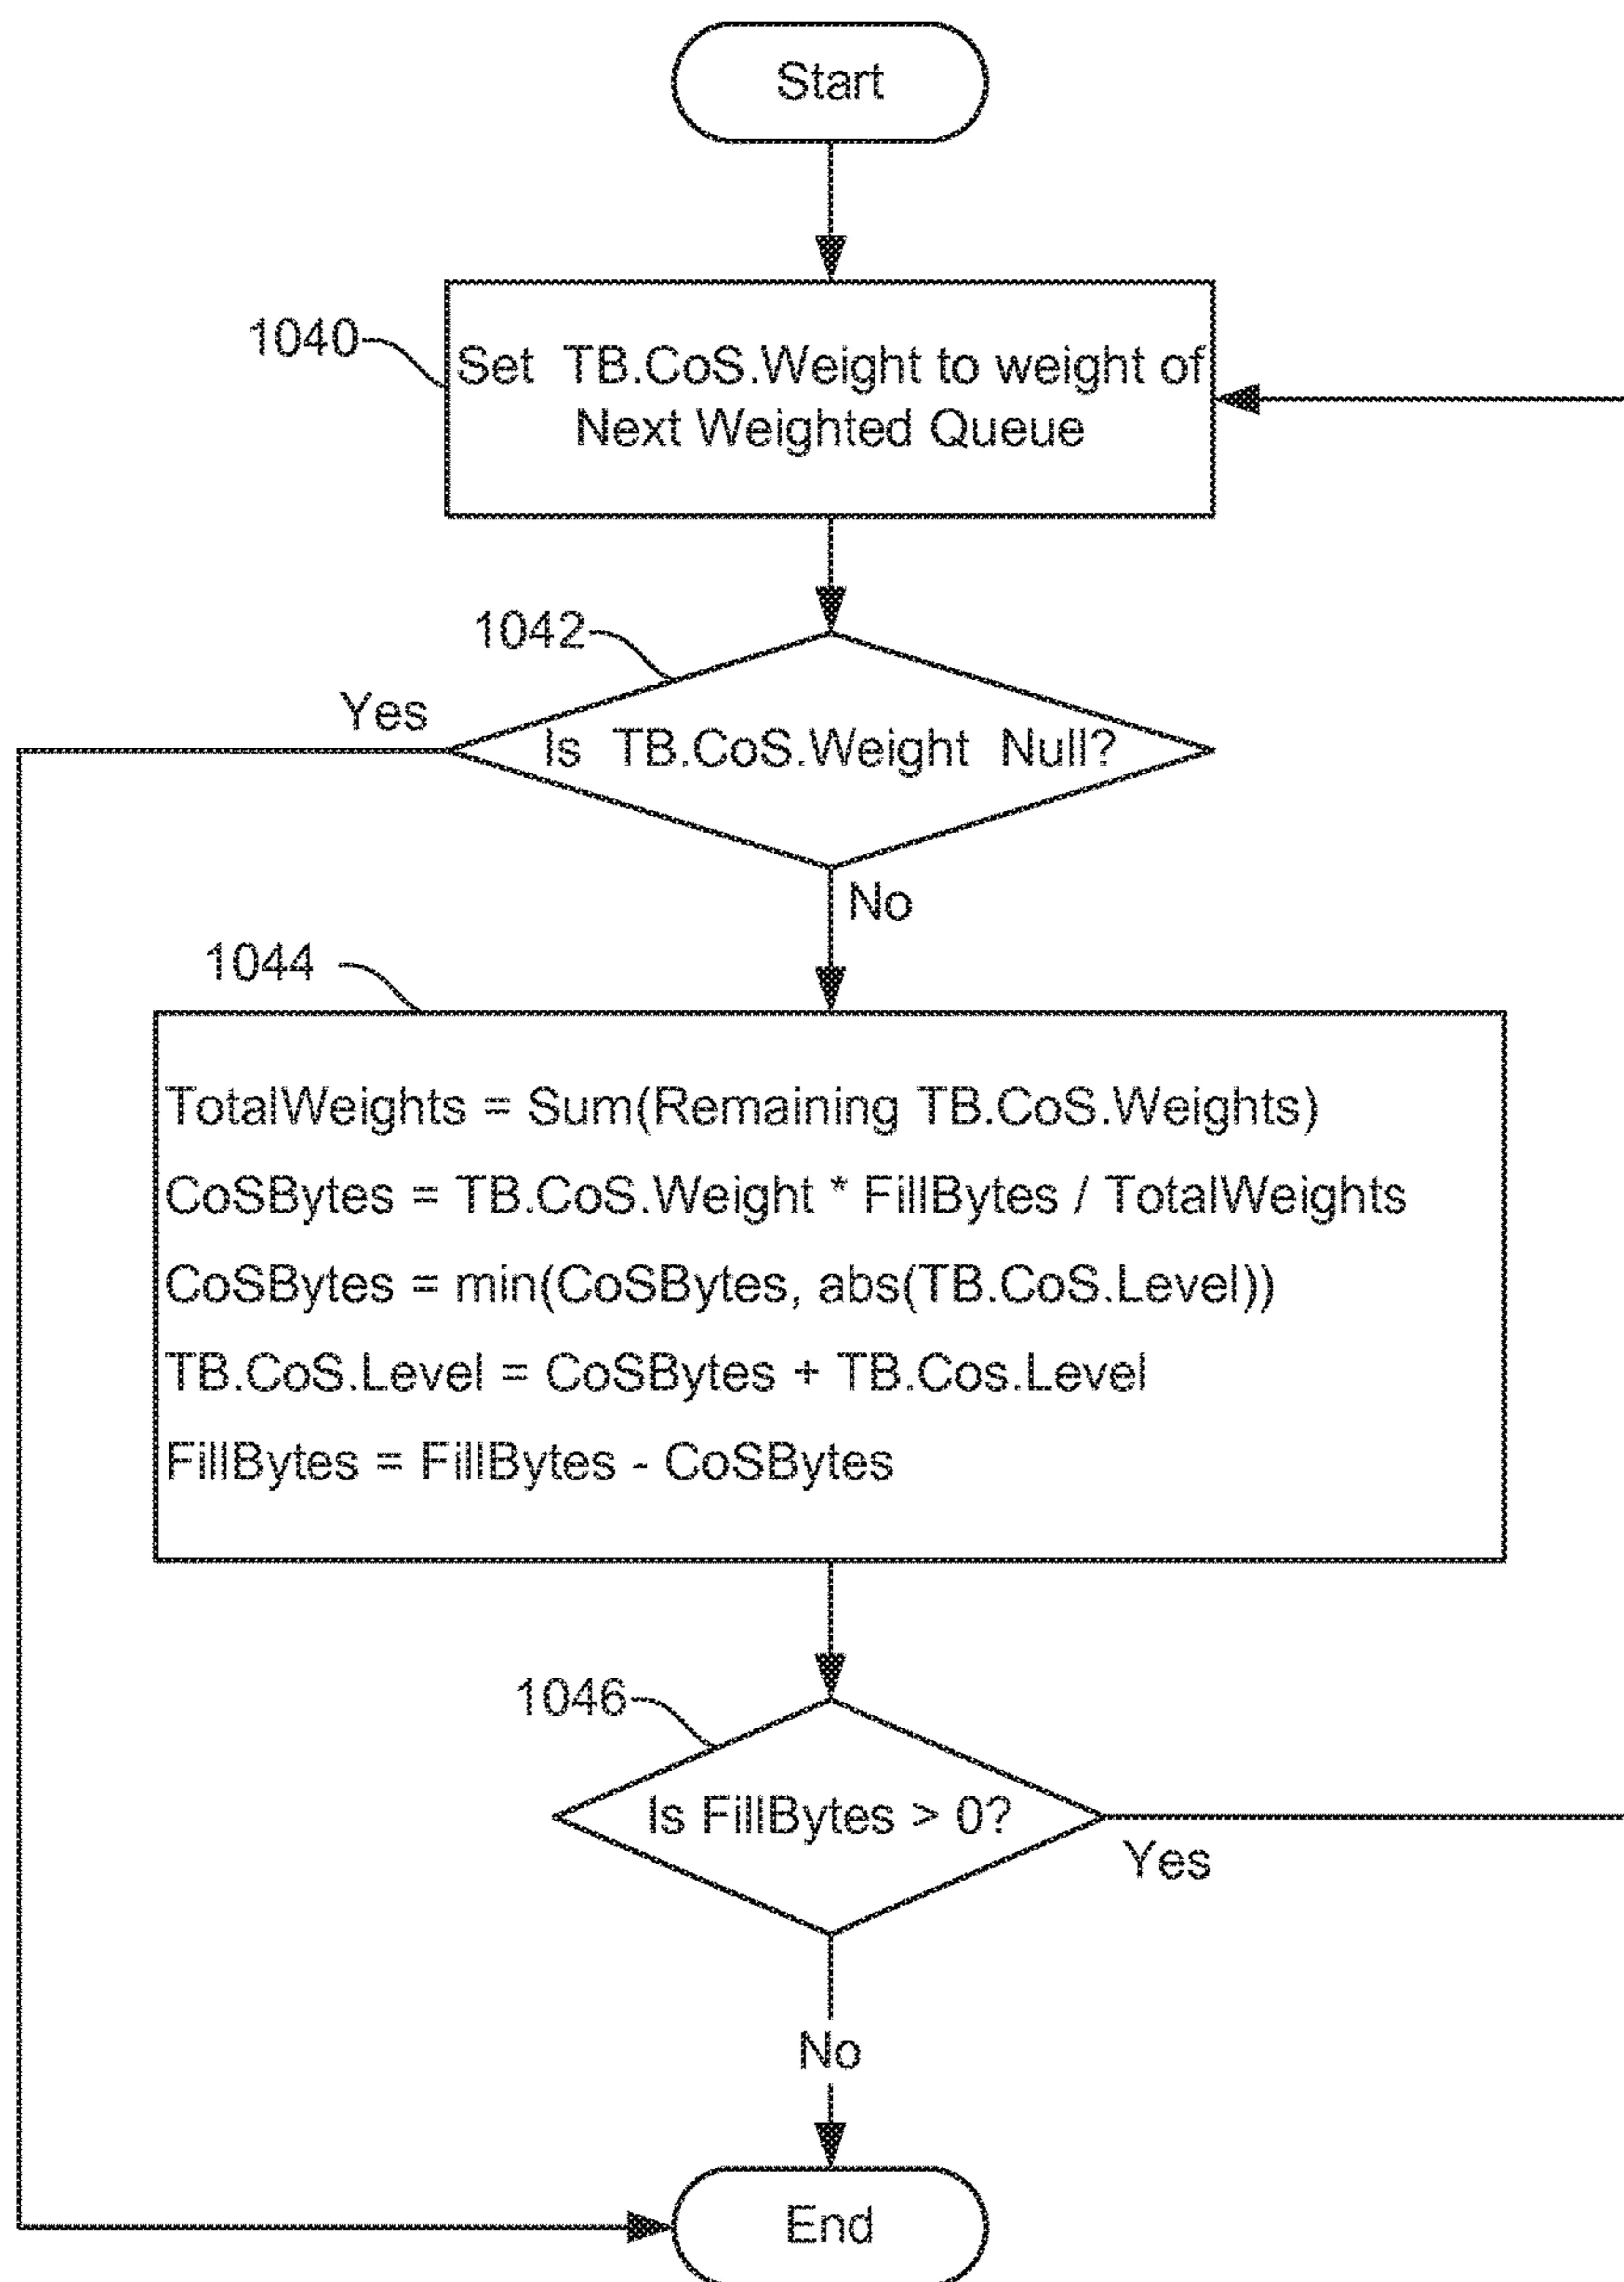 Start
1040
Set TB.CoS.Weight to weight of
Next Weighted Queue
1042
Yes
Is TB.CoS.Weight Null?
No
1044
TotalWeights = Sum(Remaining TB.CoS.Weights)
CoSBytes = TB.CoS.Weight * FillBytes / TotalWeights
CoSBytes = min(CoSBytes, abs(TB.CoS.Level))
TB.CoS.Level = CoSBytes + TB.Cos.Level
FillBytes = FillBytes - CoSBytes
1046
Is FillBytes > 0?
Yes
No
End